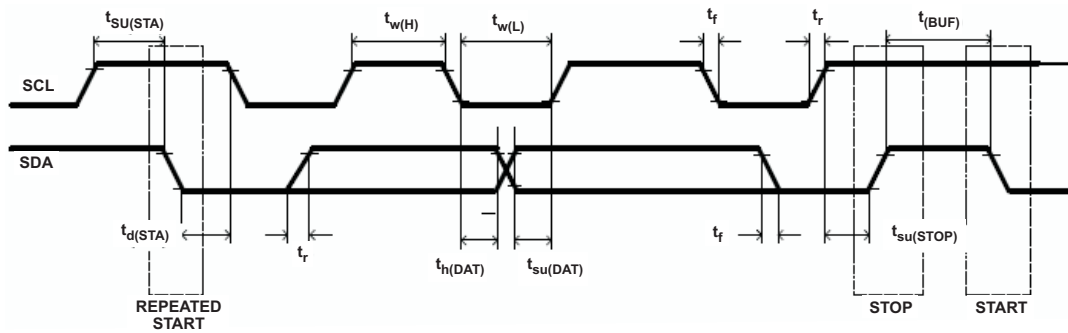 tSU(STA)
tw(H)
tw(L)
tf
tr
t(BUF)
SCL
SDA
td(STA)
tr
th(DAT)
tsu(DAT)
tf
tsu(STOP)
REPEATED
START
STOP
START